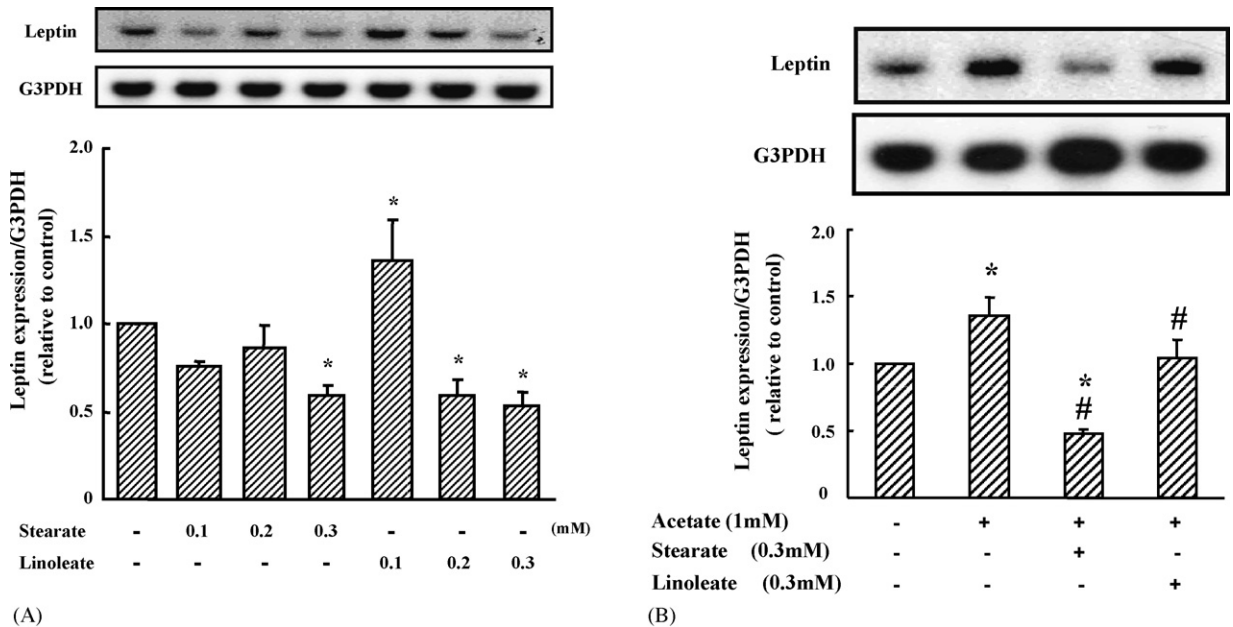 Leptin
G3PDH
Leptin expression/G3PDH
(relative to control)
2.0
1.5
1.0
0.5
0
*
*
*
*
Stearate - 0.1 0.2 0.3 - - - (mM)
Linoleate - - - - 0.1 0.2 0.3
(A)
Leptin
G3PDH
Leptin expression/G3PDH
( relative to control)
2.0
1.5
1.0
0.5
0
*
*
#
#
Acetate (1mM) - + + +
Stearate (0.3mM) - - + -
Linoleate (0.3mM) - - - +
(B)